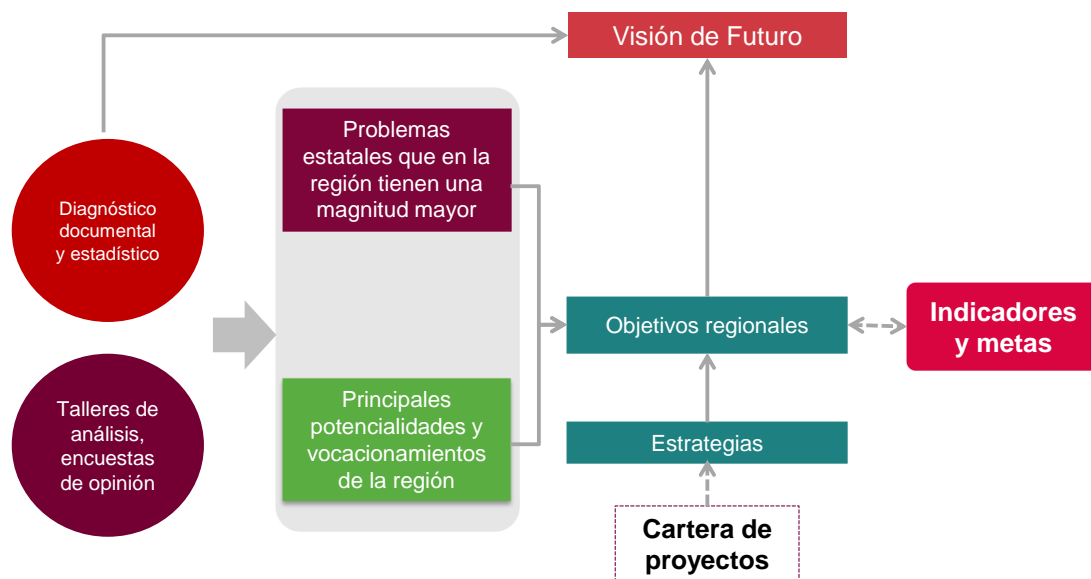 Visión de Futuro
Problemas
estatales que en la
región tienen una
magnitud mayor
Diagnóstico
documental
y estadístico
Objetivos regionales
Indicadores
y metas
Talleres de
análisis,
encuestas
de opinión
Principales
potencialidades y
vocacionamientos
de la región
Estrategias
Cartera de
proyectos